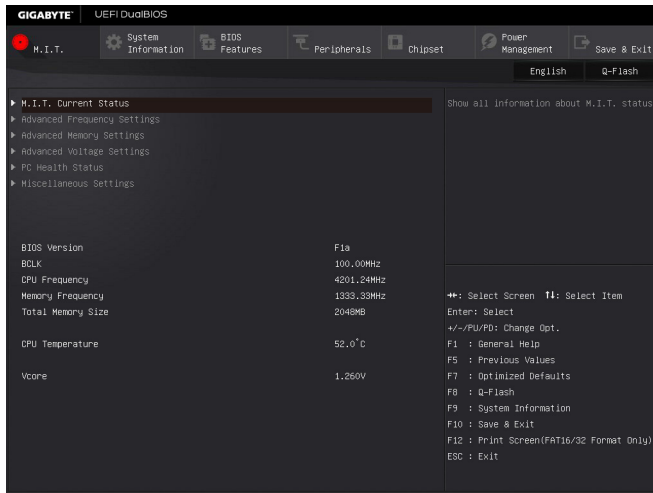 GIGABYTE™ UEFI DualBIOS
M.I.T.
System Information
BIOS Features
Peripherals
Chipset
Power Management
Save & Exit
English
Q-Flash
M.I.T. Current Status
Advanced Frequency Settings
Advanced Memory Settings
Advanced Voltage Settings
PC Health Status
Miscellaneous Settings
Show all information about M.I.T. status
BIOS Version F1a
BCLK 100.00MHz
CPU Frequency 4201.24MHz
Memory Frequency 1333.33MHz
Total Memory Size 2048MB
CPU Temperature 52.0°C
Vcore 1.260V
→←: Select Screen ↑↓: Select Item
Enter: Select
+/-/PU/PD: Change Opt.
F1 : General Help
F5 : Previous Values
F7 : Optimized Defaults
F8 : Q-Flash
F9 : System Information
F10 : Save & Exit
F12 : Print Screen(FAT16/32 Format Only)
ESC : Exit